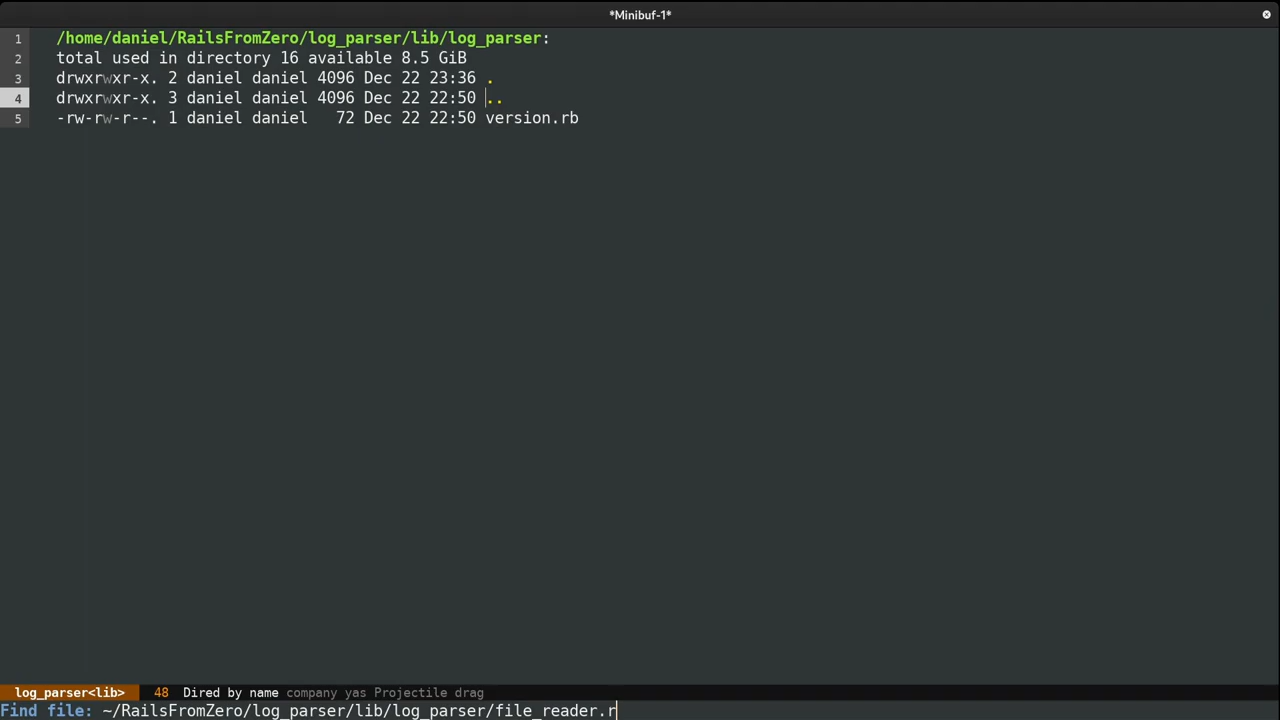 *Minibuf-1*
1 /home/daniel/RailsFromZero/log_parser/lib/log_parser:
2 total used in directory 16 available 8.5 GiB
3 drwxrwxr-x. 2 daniel daniel 4096 Dec 22 23:36 .
4 drwxrwxr-x. 3 daniel daniel 4096 Dec 22 22:50 ..
5 -rw-rw-r--. 1 daniel daniel   72 Dec 22 22:50 version.rb
log_parser<lib> 48 Dired by name company yas Projectile drag
Find file: ~/RailsFromZero/log_parser/lib/log_parser/file_reader.r